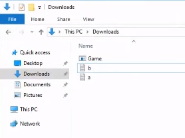 Downloads
File
Home
Share
View
This PC
Downloads
Name
Quick access
Desktop
Downloads
Documents
Pictures
This PC
Network
Game
b
a